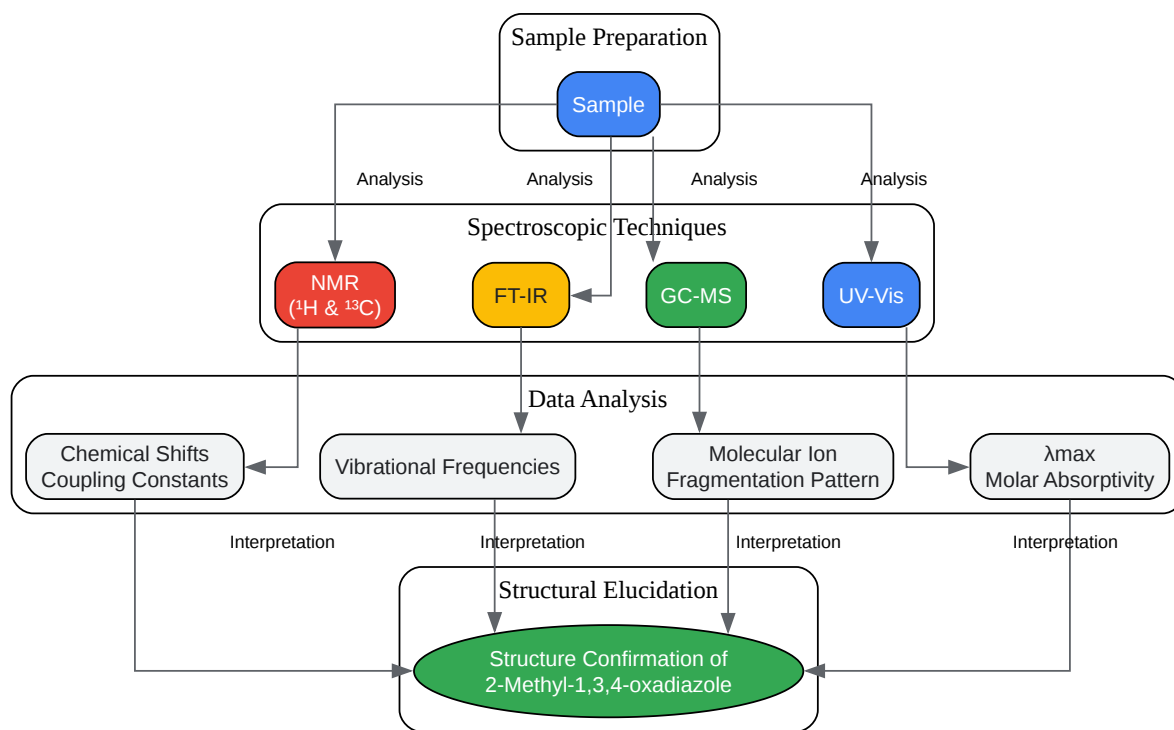 Sample Preparation
Sample
Analysis
Analysis
Analysis
Analysis
Spectroscopic Techniques
NMR
(¹H & ¹³C)
FT-IR
GC-MS
UV-Vis
Data Analysis
Chemical Shifts
Coupling Constants
Vibrational Frequencies
Molecular Ion
Fragmentation Pattern
λmax
Molar Absorptivity
Interpretation
Interpretation
Interpretation
Interpretation
Structural Elucidation
Structure Confirmation of
2-Methyl-1,3,4-oxadiazole